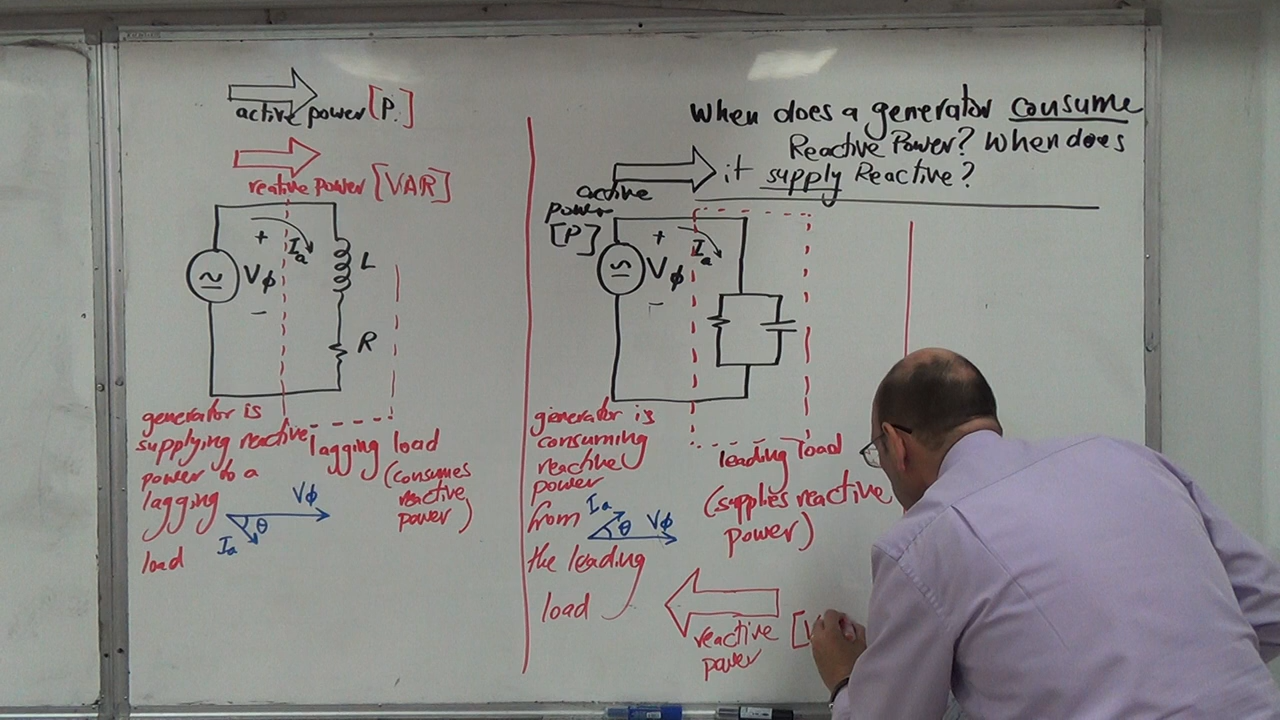 When does a generator consume
Reactive Power? When does
it supply Reactive?
active power [P.]
reative power [VAR]
+
Ia
Vφ
-
L
R
generator is
supplying reactive
power to a
lagging
load
lagging load
(consumes
reactive
power)
Vφ
θ
Ia
active
power
[P]
+
Ia
Vφ
-
generator is
consuming
reactive
power
from
the leading
load
Ia
θ
Vφ
leading load
(supplies reactive
power)
reactive
power
[V